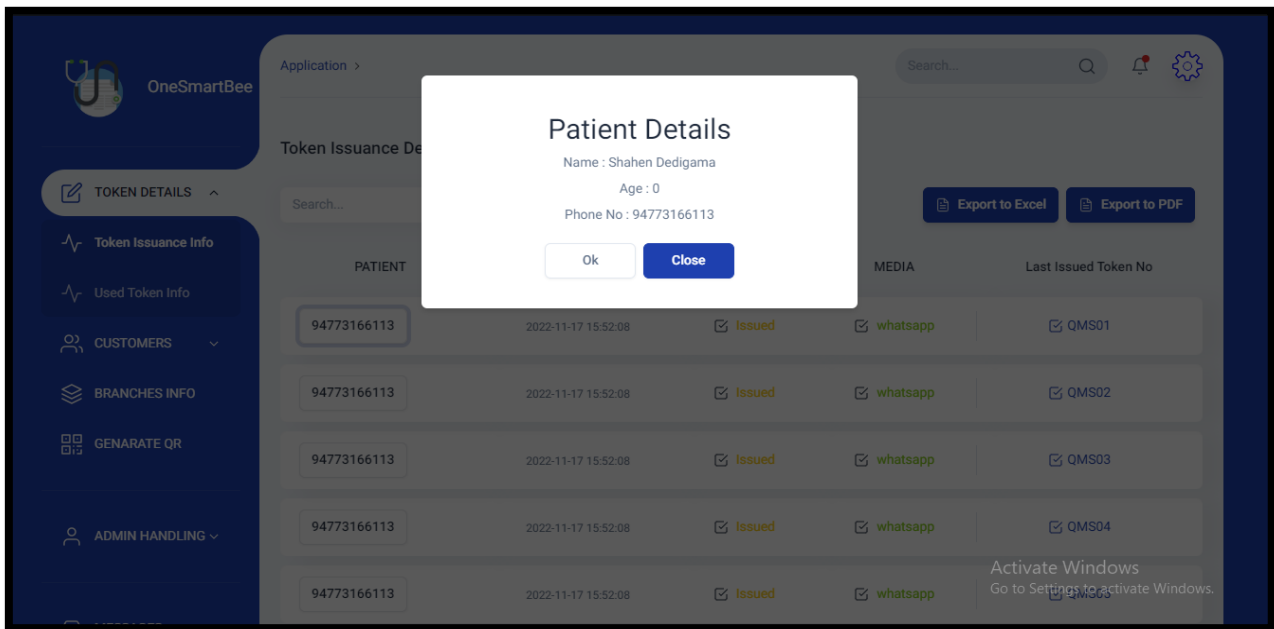 OneSmartBee
Application >
Search...
Patient Details
Name : Shahen Dedigama
Age : 0
Phone No : 94773166113
Ok
Close
Token Issuance De
TOKEN DETAILS
Search...
Export to Excel
Export to PDF
Token Issuance Info
Used Token Info
PATIENT
MEDIA
Last Issued Token No
94773166113 2022-11-17 15:52:08 Issued whatsapp QMS01
CUSTOMERS
94773166113 2022-11-17 15:52:08 Issued whatsapp QMS02
BRANCHES INFO
GENARATE QR
94773166113 2022-11-17 15:52:08 Issued whatsapp QMS03
94773166113 2022-11-17 15:52:08 Issued whatsapp QMS04
ADMIN HANDLING
94773166113 2022-11-17 15:52:08 Issued whatsapp
Activate Windows
Go to Settings to activate Windows.